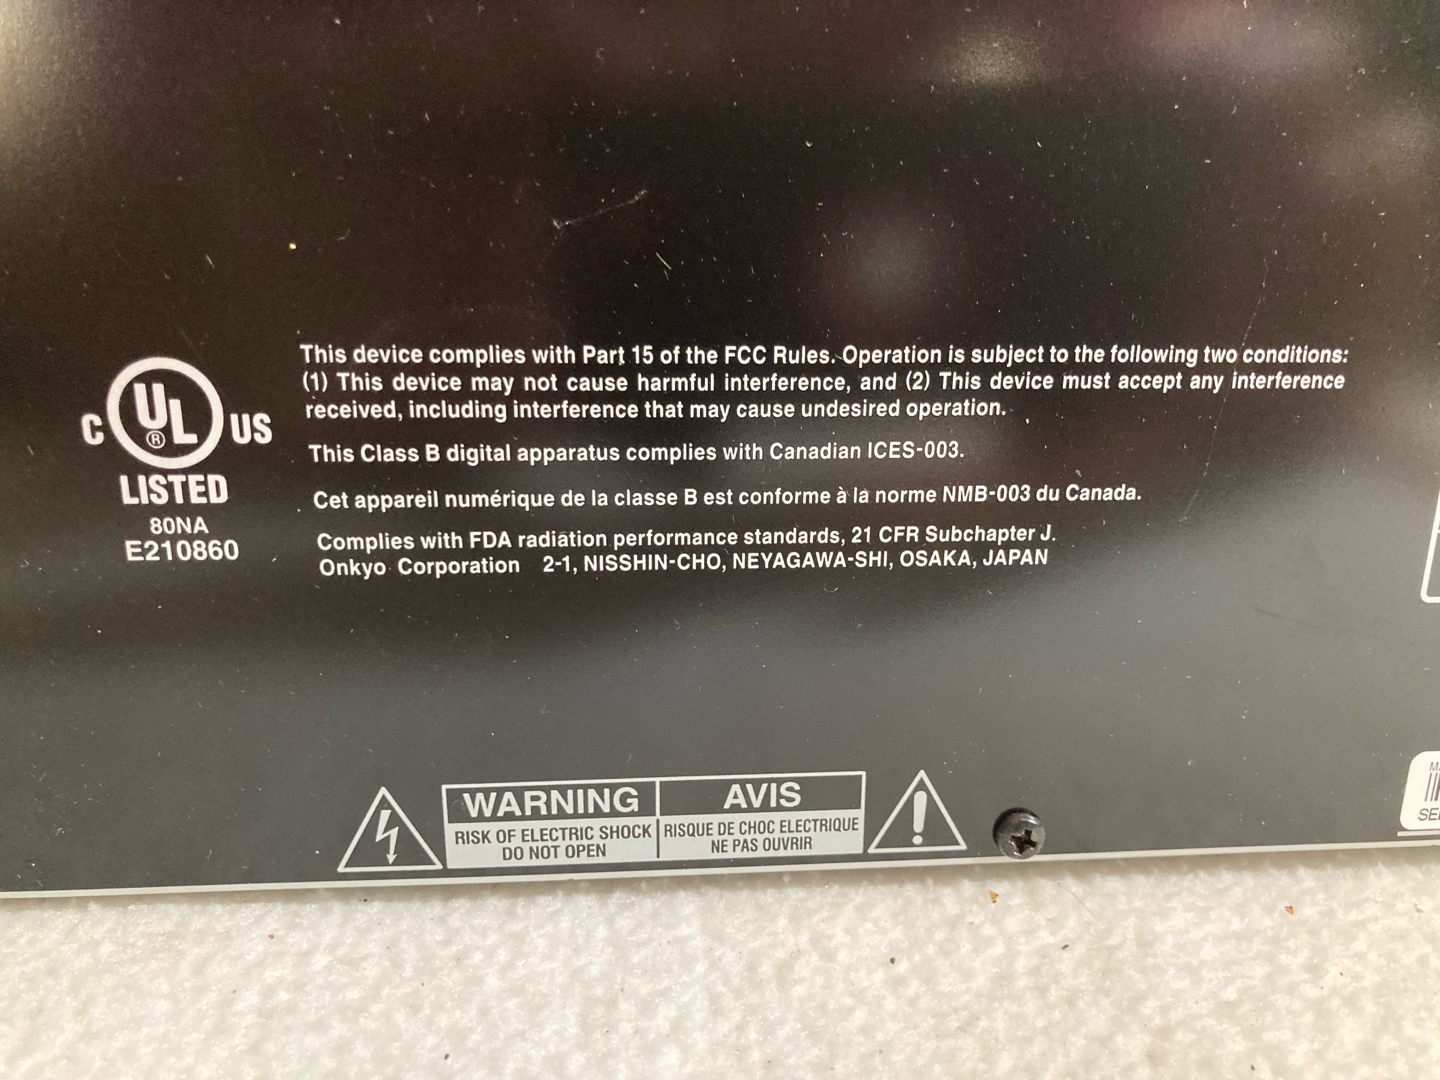 This device complies with Part 15 of the FCC Rules. Operation is subject to the following two conditions:
(1) This device may not cause harmful interference, and (2) This device must accept any interference
received, including interference that may cause undesired operation.
C UL ® US
LISTED
80NA
E210860
This Class B digital apparatus complies with Canadian ICES-003.
Cet appareil numérique de la classe B est conforme à la norme NMB-003 du Canada.
Complies with FDA radiation performance standards, 21 CFR Subchapter J.
Onkyo Corporation 2-1, NISSHIN-CHO, NEYAGAWA-SHI, OSAKA, JAPAN
WARNING
RISK OF ELECTRIC SHOCK
DO NOT OPEN
AVIS
RISQUE DE CHOC ELECTRIQUE
NE PAS OUVRIR